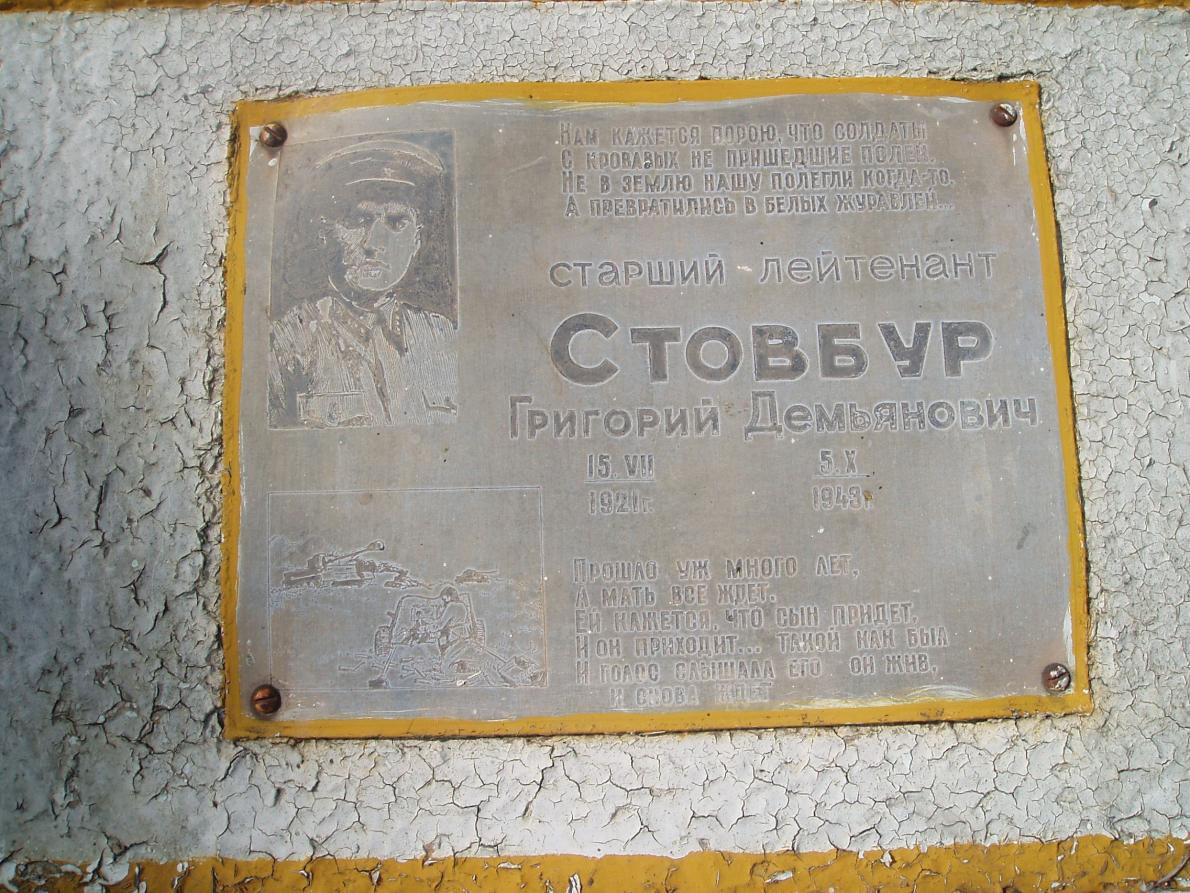 Нам кажется порою, что солдаты
С кровавых не пришедшие полей,
Не в землю нашу полегли когда-то,
А превратились в белых журавлей...
старший лейтенант
Стовбур
Григорий Демьянович
15. VII 5. X
1921г. 1943г.
Прошло уж много лет,
А мать все ждет.
Ей кажется, что сын придет,
И он приходит... такой как был
И голос слышала его он жив,
И снова ждет